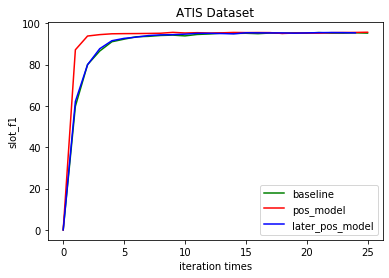 ATIS Dataset
100
80
60
40
20
0
slot_f1
0 5 10 15 20 25
iteration times
baseline
pos_model
later_pos_model